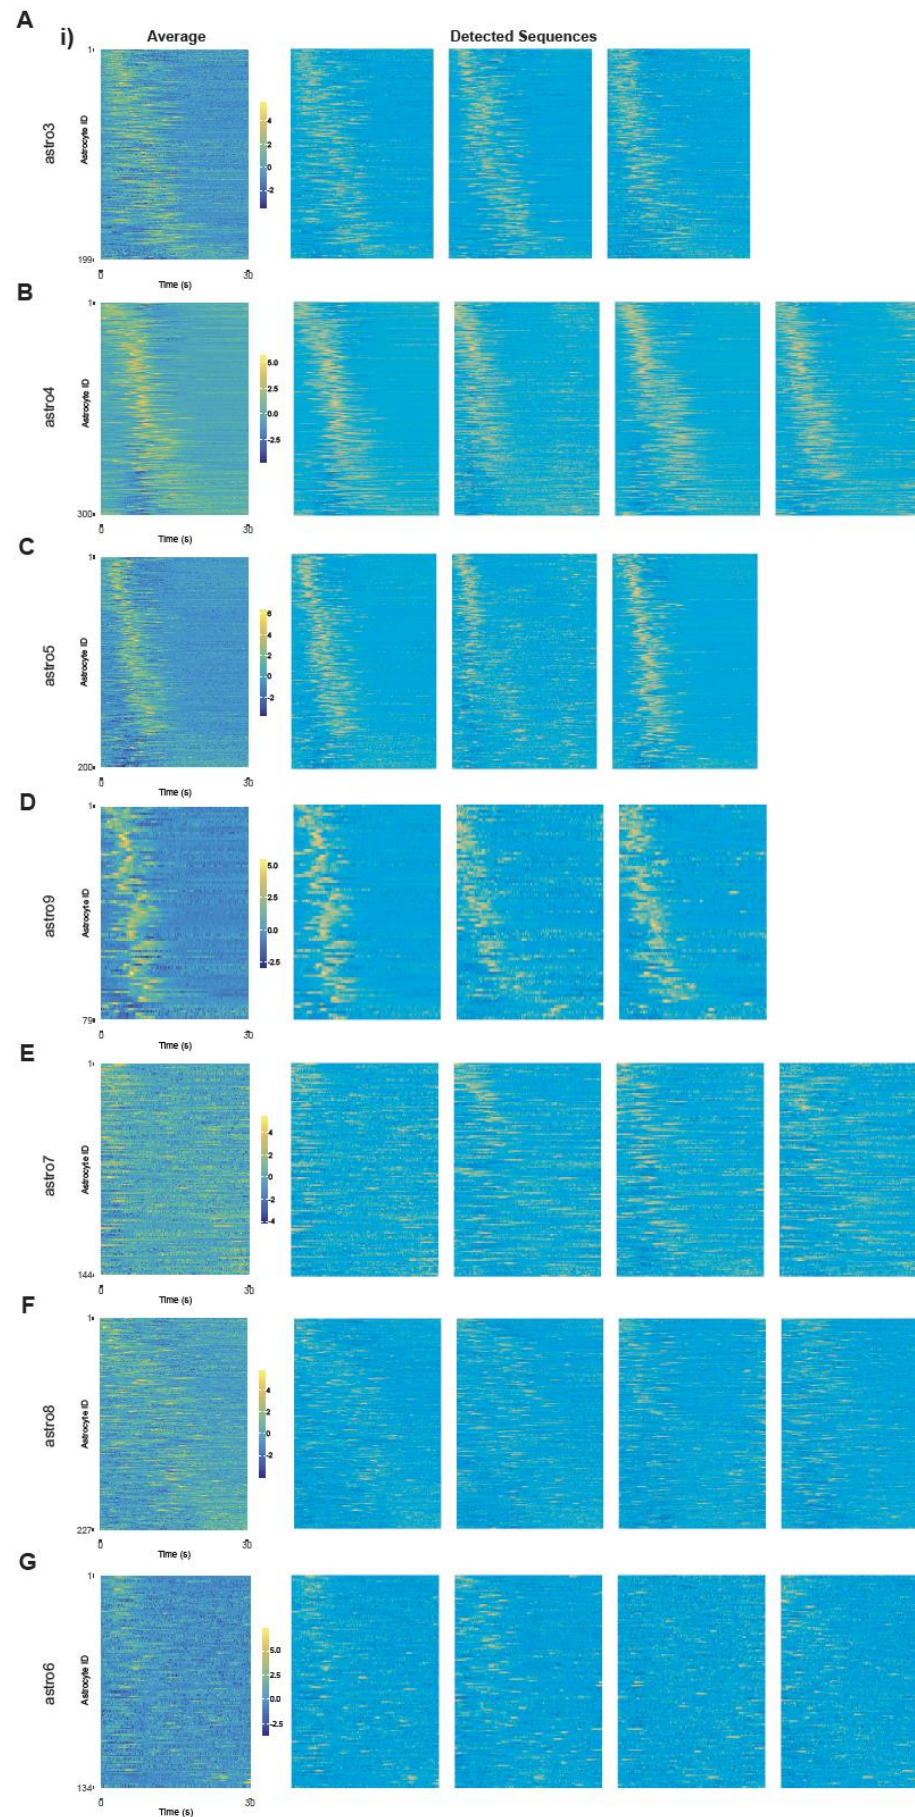 A
i)
Average
Detected Sequences
astro3
Astrocyte ID
1
199
4
2
0
-2
0
30
Time (s)
B
astro4
Astrocyte ID
1
300
5.0
2.5
0.0
-2.5
0
30
Time (s)
C
astro5
Astrocyte ID
1
200
6
4
2
0
-2
0
30
Time (s)
D
astro9
Astrocyte ID
1
79
5.0
2.5
0.0
-2.5
0
30
Time (s)
E
astro7
Astrocyte ID
1
144
4
2
0
-2
-4
0
30
Time (s)
F
astro8
Astrocyte ID
1
227
4
2
0
-2
0
30
Time (s)
G
astro6
Astrocyte ID
1
134
5.0
2.5
0.0
-2.5
0
30
Time (s)